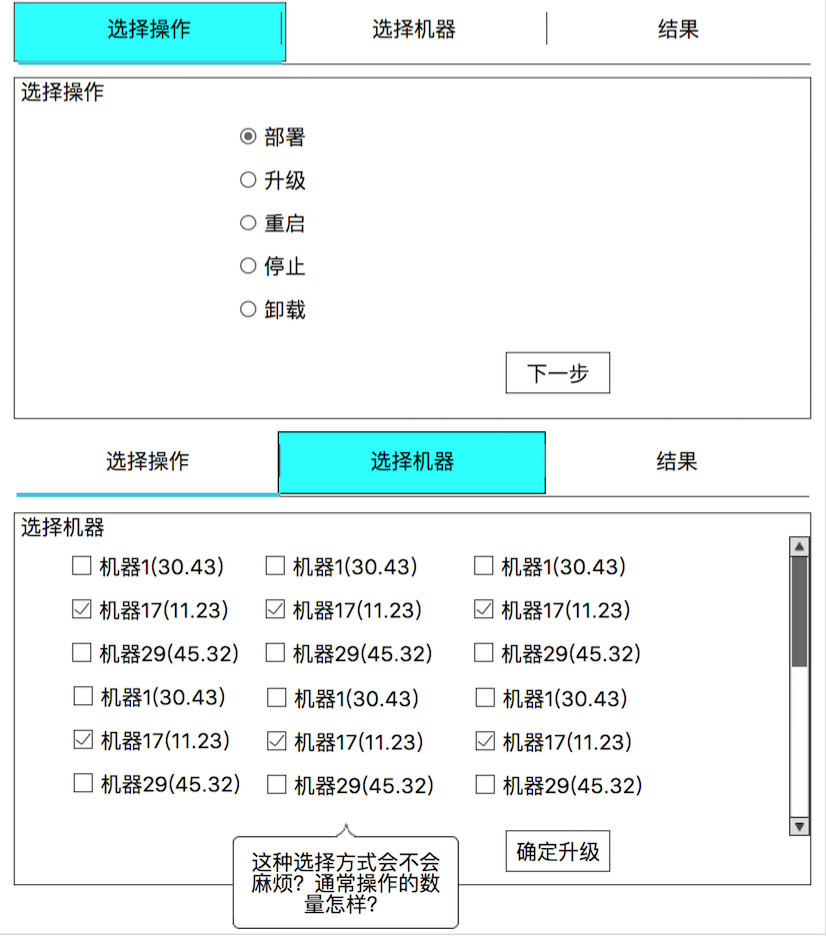 选择操作 选择机器 结果
选择操作
部署
升级
重启
停止
卸载
下一步
选择操作 选择机器 结果
选择机器
机器1(30.43) 机器1(30.43) 机器1(30.43)
机器17(11.23) 机器17(11.23) 机器17(11.23)
机器29(45.32) 机器29(45.32) 机器29(45.32)
机器1(30.43) 机器1(30.43) 机器1(30.43)
机器17(11.23) 机器17(11.23) 机器17(11.23)
机器29(45.32) 机器29(45.32) 机器29(45.32)
确定升级
这种选择方式会不会
麻烦？通常操作的数
量怎样？